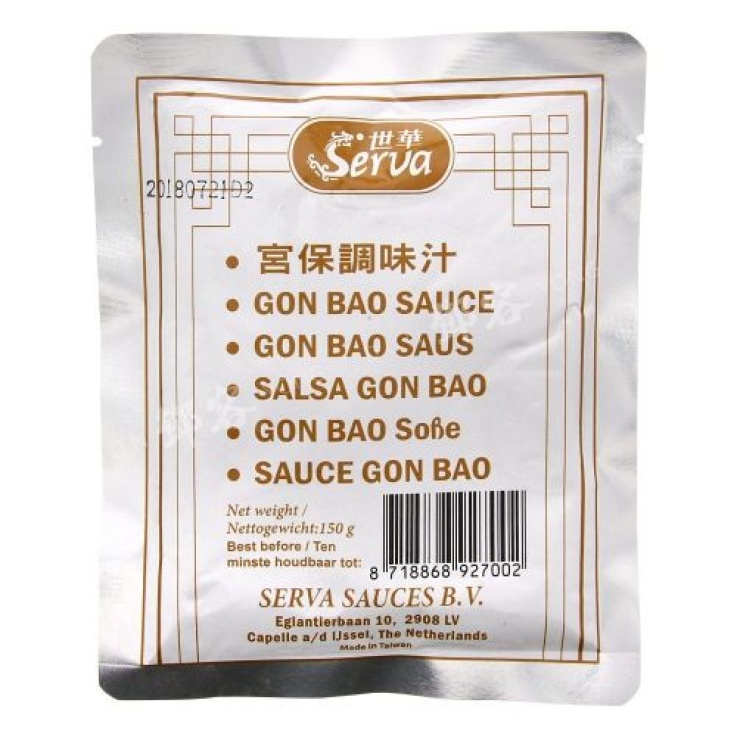 世華
Serva
20180721D2
• 宮保調味汁
• GON BAO SAUCE
• GON BAO SAUS
• SALSA GON BAO
• GON BAO Soße
• SAUCE GON BAO
Net weight /
Nettogewicht:150 g
Best before / Ten
minste houdbaar tot:
8 718868 927002
SERVA SAUCES B.V.
Eglantierbaan 10, 2908 LV
Capelle a/d IJssel, The Netherlands
Made in Taiwan